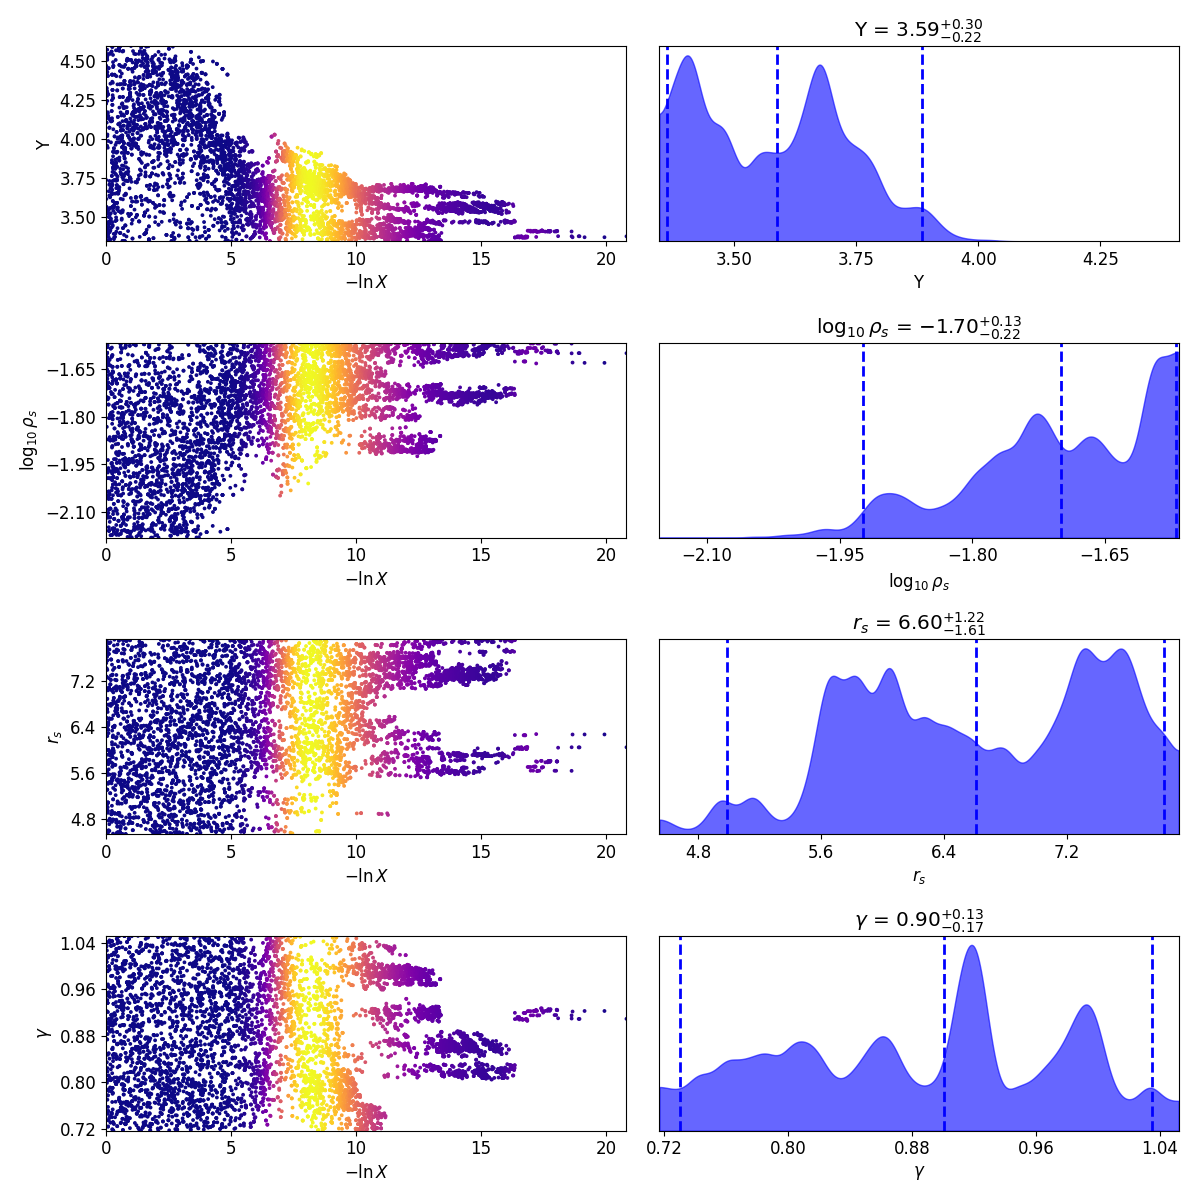 Y = 3.59^{+0.30}_{-0.22}
4.50
4.25
4.00
3.75
3.50
Y
0 5 10 15 20
−ln X
3.50 3.75 4.00 4.25
Y
log₁₀ ρₛ = −1.70^{+0.13}_{-0.22}
−1.65
−1.80
−1.95
−2.10
log₁₀ ρₛ
0 5 10 15 20
−ln X
−2.10 −1.95 −1.80 −1.65
log₁₀ ρₛ
rₛ = 6.60^{+1.22}_{-1.61}
7.2
6.4
5.6
4.8
rₛ
0 5 10 15 20
−ln X
4.8 5.6 6.4 7.2
rₛ
γ = 0.90^{+0.13}_{-0.17}
1.04
0.96
0.88
0.80
0.72
γ
0 5 10 15 20
−ln X
0.72 0.80 0.88 0.96 1.04
γ